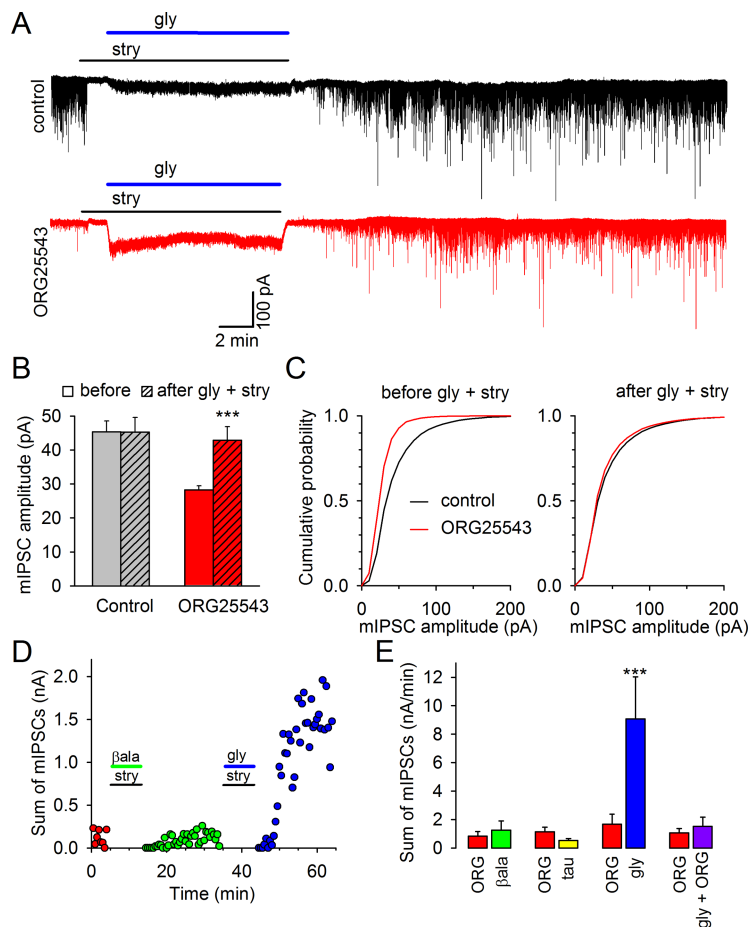 A
gly
stry
control
gly
stry
ORG25543
100 pA
2 min
B
before after gly + stry
***
mIPSC amplitude (pA)
50
40
30
20
10
0
Control ORG25543
C
before gly + stry after gly + stry
Cumulative probability
1.0 1.0
0.5 0.5
0.0 0.0
control
ORG25543
0 100 200 0 100 200
mIPSC amplitude (pA) mIPSC amplitude (pA)
D
Sum of mIPSCs (nA)
2.0
1.5
1.0
0.5
0.0
βala gly
stry stry
0 20 40 60
Time (min)
E
Sum of mIPSCs (nA/min)
12
10
8
6
4
2
0
***
ORG βala ORG tau ORG gly ORG gly + ORG